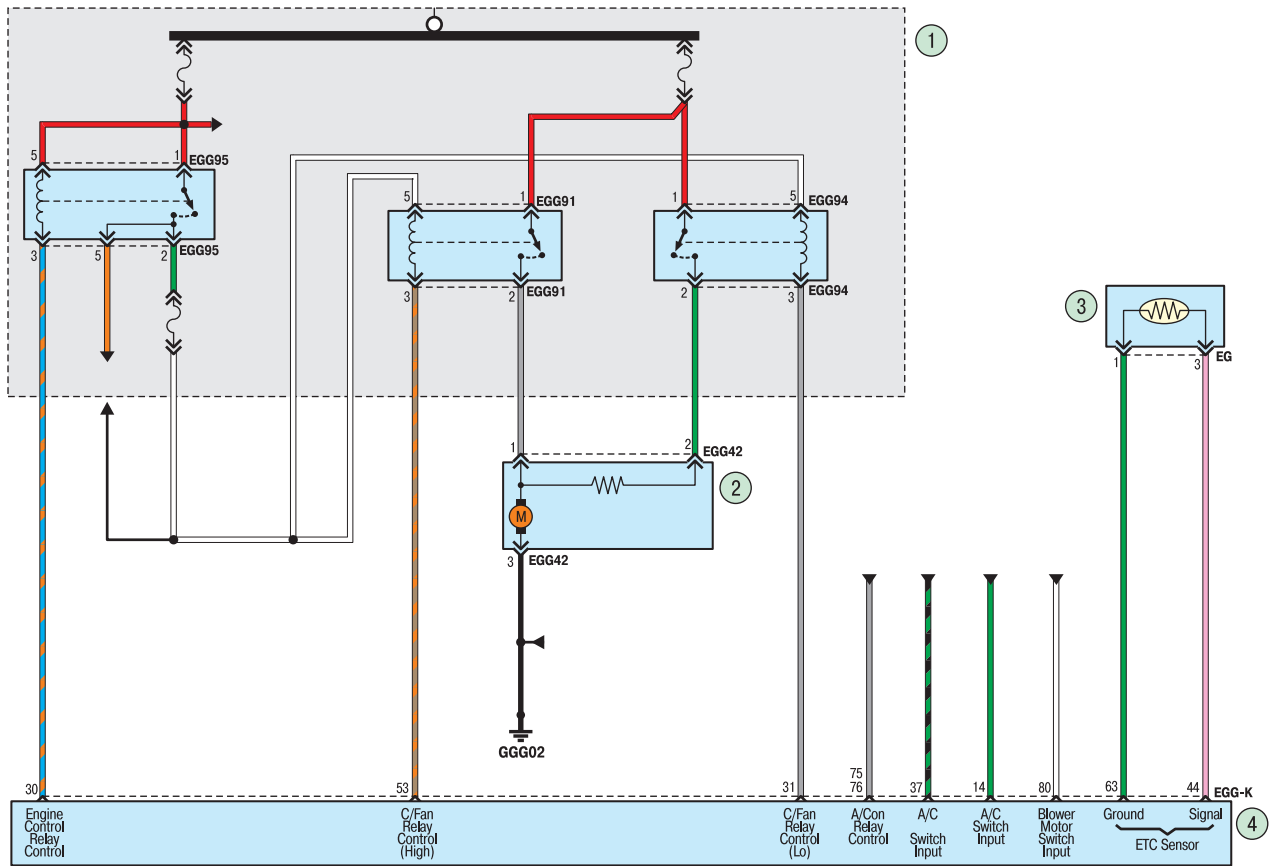 1
5
1
EGG95
3
5
2
EGG95
5
1
EGG91
3
2
EGG91
1
5
EGG94
2
3
EGG94
3
1
3
EG
1
2
EGG42
2
M
3
EGG42
GGG02
30
53
31
75
76
37
14
80
63
44
EGG-K
Engine
Control
Relay
Control
C/Fan
Relay
Control
(High)
C/Fan
Relay
Control
(Lo)
A/Con
Relay
Control
A/C
Switch
Input
A/C
Switch
Input
Blower
Motor
Switch
Input
Ground
Signal
ETC Sensor
4